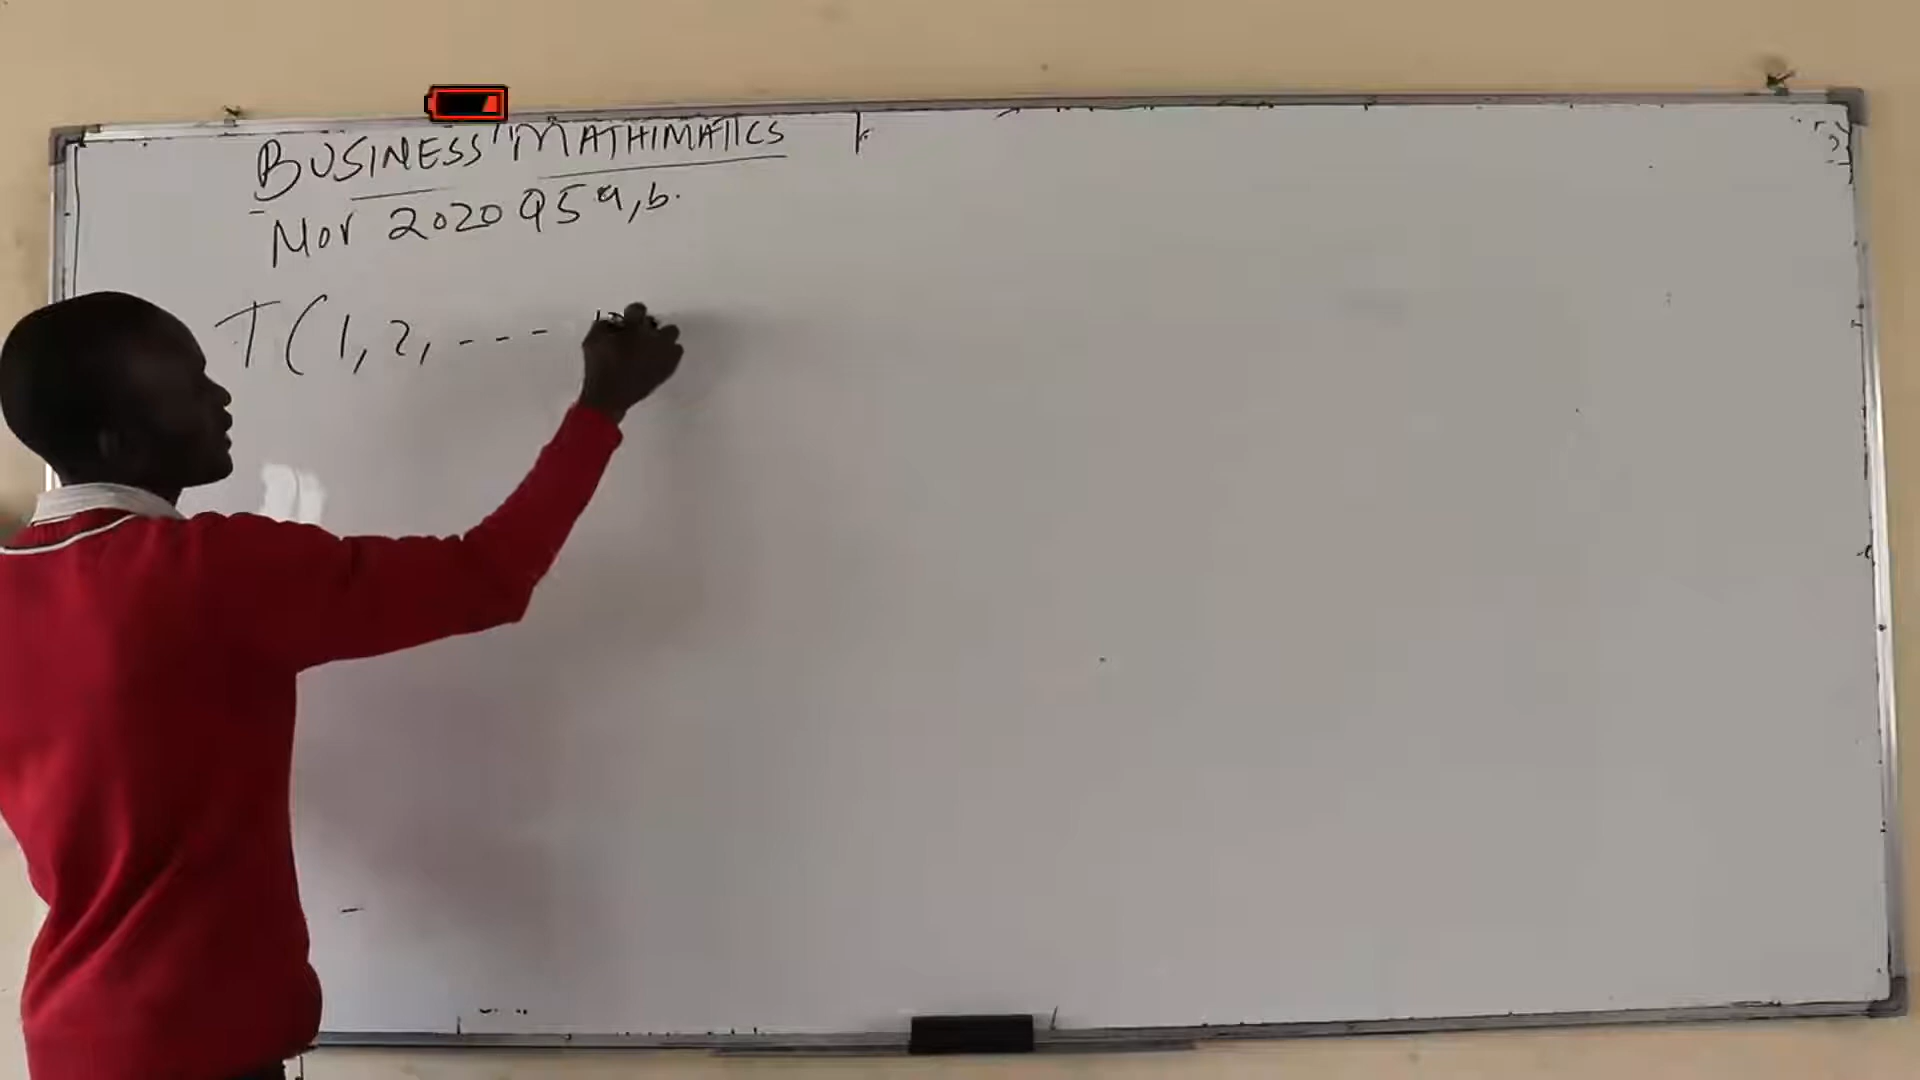 BUSINESS MATHIMATICS
Nov 2020 Q5 a, b.
T(1, 2, ----